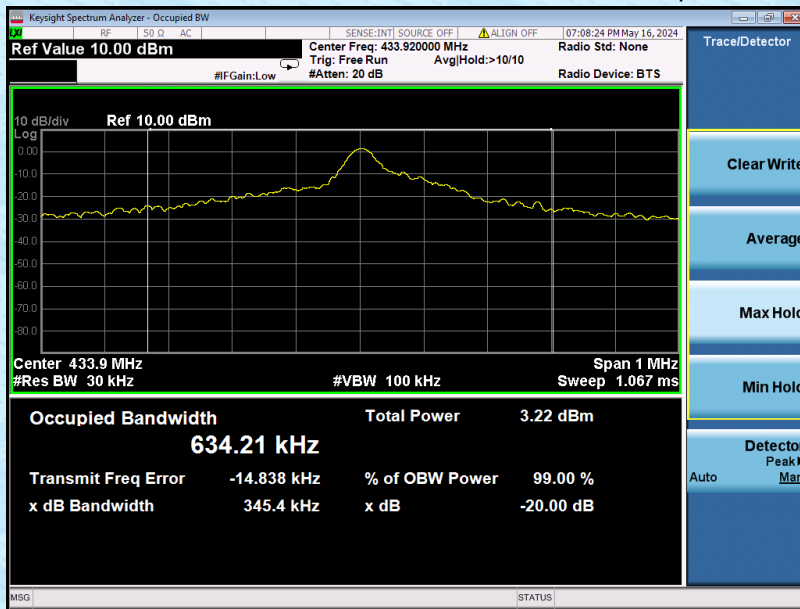 Keysight Spectrum Analyzer - Occupied BW
LXI RF 50 Ω AC SENSE:INT SOURCE OFF ALIGN OFF 07:08:24 PM May 16, 2024
Ref Value 10.00 dBm
Center Freq: 433.920000 MHz
Radio Std: None
Trig: Free Run Avg|Hold:>10/10
#IFGain:Low
#Atten: 20 dB
Radio Device: BTS
10 dB/div Ref 10.00 dBm
Log
0.00
-10.0
-20.0
-30.0
-40.0
-50.0
-60.0
-70.0
-80.0
Center 433.9 MHz Span 1 MHz
#Res BW 30 kHz #VBW 100 kHz Sweep 1.067 ms
Occupied Bandwidth Total Power 3.22 dBm
634.21 kHz
Transmit Freq Error -14.838 kHz % of OBW Power 99.00 %
x dB Bandwidth 345.4 kHz x dB -20.00 dB
MSG STATUS
Trace/Detector
Clear Write
Average
Max Hold
Min Hold
Detector
Peak
Auto Man